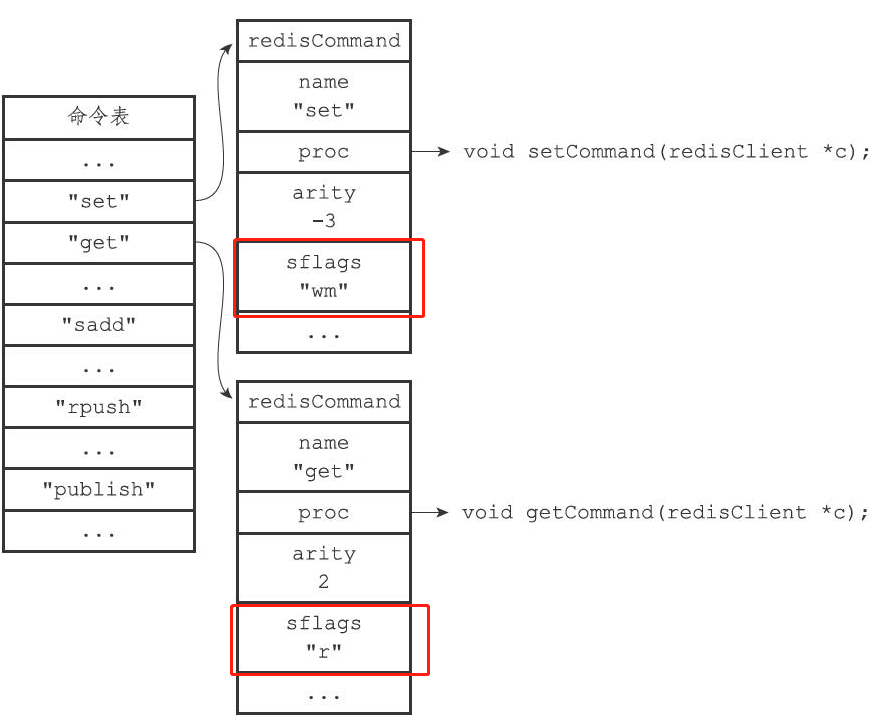 命令表
...
"set"
"get"
...
"sadd"
...
"rpush"
...
"publish"
...
redisCommand
name
"set"
proc
void setCommand(redisClient *c);
arity
-3
sflags
"wm"
...
redisCommand
name
"get"
proc
void getCommand(redisClient *c);
arity
2
sflags
"r"
...